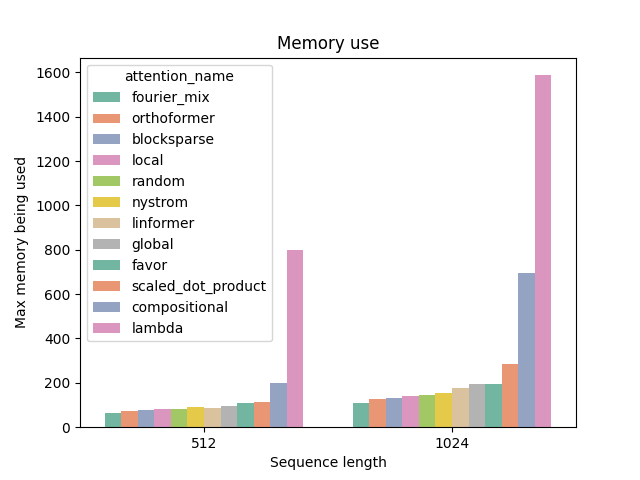 Memory use
Max memory being used
1600
1400
1200
1000
800
600
400
200
0
attention_name
fourier_mix
orthoformer
blocksparse
local
random
nystrom
linformer
global
favor
scaled_dot_product
compositional
lambda
512
1024
Sequence length